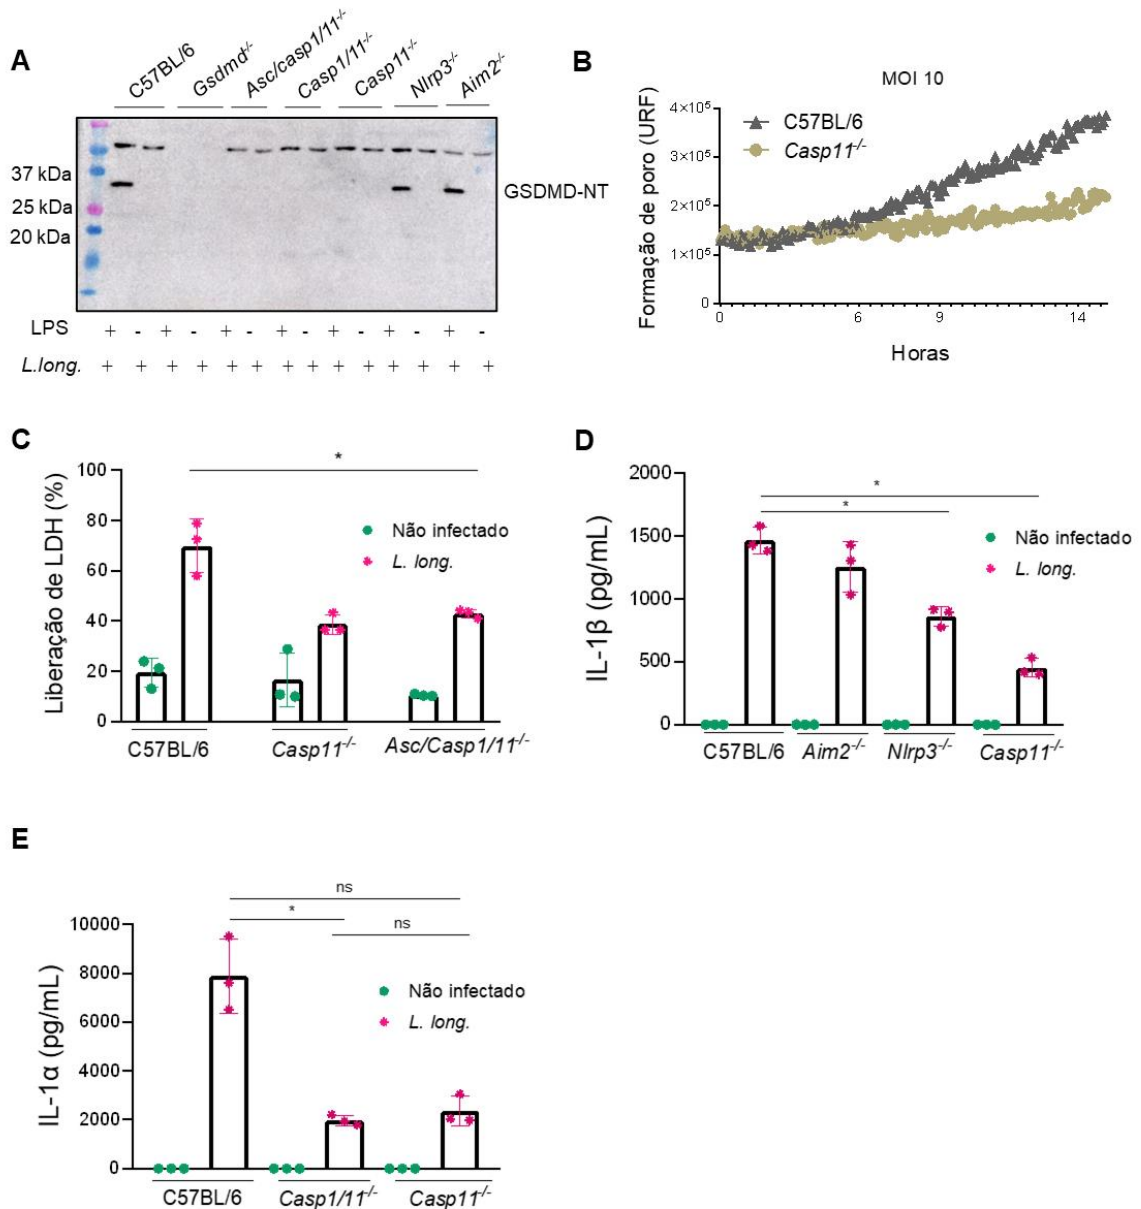 A
C57BL/6 Gsdmd⁻/⁻ Asc/casp1/11⁻/⁻ Casp1/11⁻/⁻ Casp11⁻/⁻ Nlrp3⁻/⁻ Aim2⁻/⁻
37 kDa
25 kDa
20 kDa
GSDMD-NT
LPS + - + - + - + - + - + - + -
L.long. + + + + + + + + + + + + + +
B
MOI 10
C57BL/6
Casp11⁻/⁻
Formação de poro (URF)
4×10⁵
3×10⁵
2×10⁵
1×10⁵
0
0 6 9 14
Horas
C
*
Liberação de LDH (%)
100
80
60
40
20
0
Não infectado
L. long.
C57BL/6 Casp11⁻/⁻ Asc/Casp1/11⁻/⁻
D
*
*
IL-1β (pg/mL)
2000
1500
1000
500
0
Não infectado
L. long.
C57BL/6 Aim2⁻/⁻ Nlrp3⁻/⁻ Casp11⁻/⁻
E
ns
*
ns
IL-1α (pg/mL)
10000
8000
6000
4000
2000
0
Não infectado
L. long.
C57BL/6 Casp1/11⁻/⁻ Casp11⁻/⁻